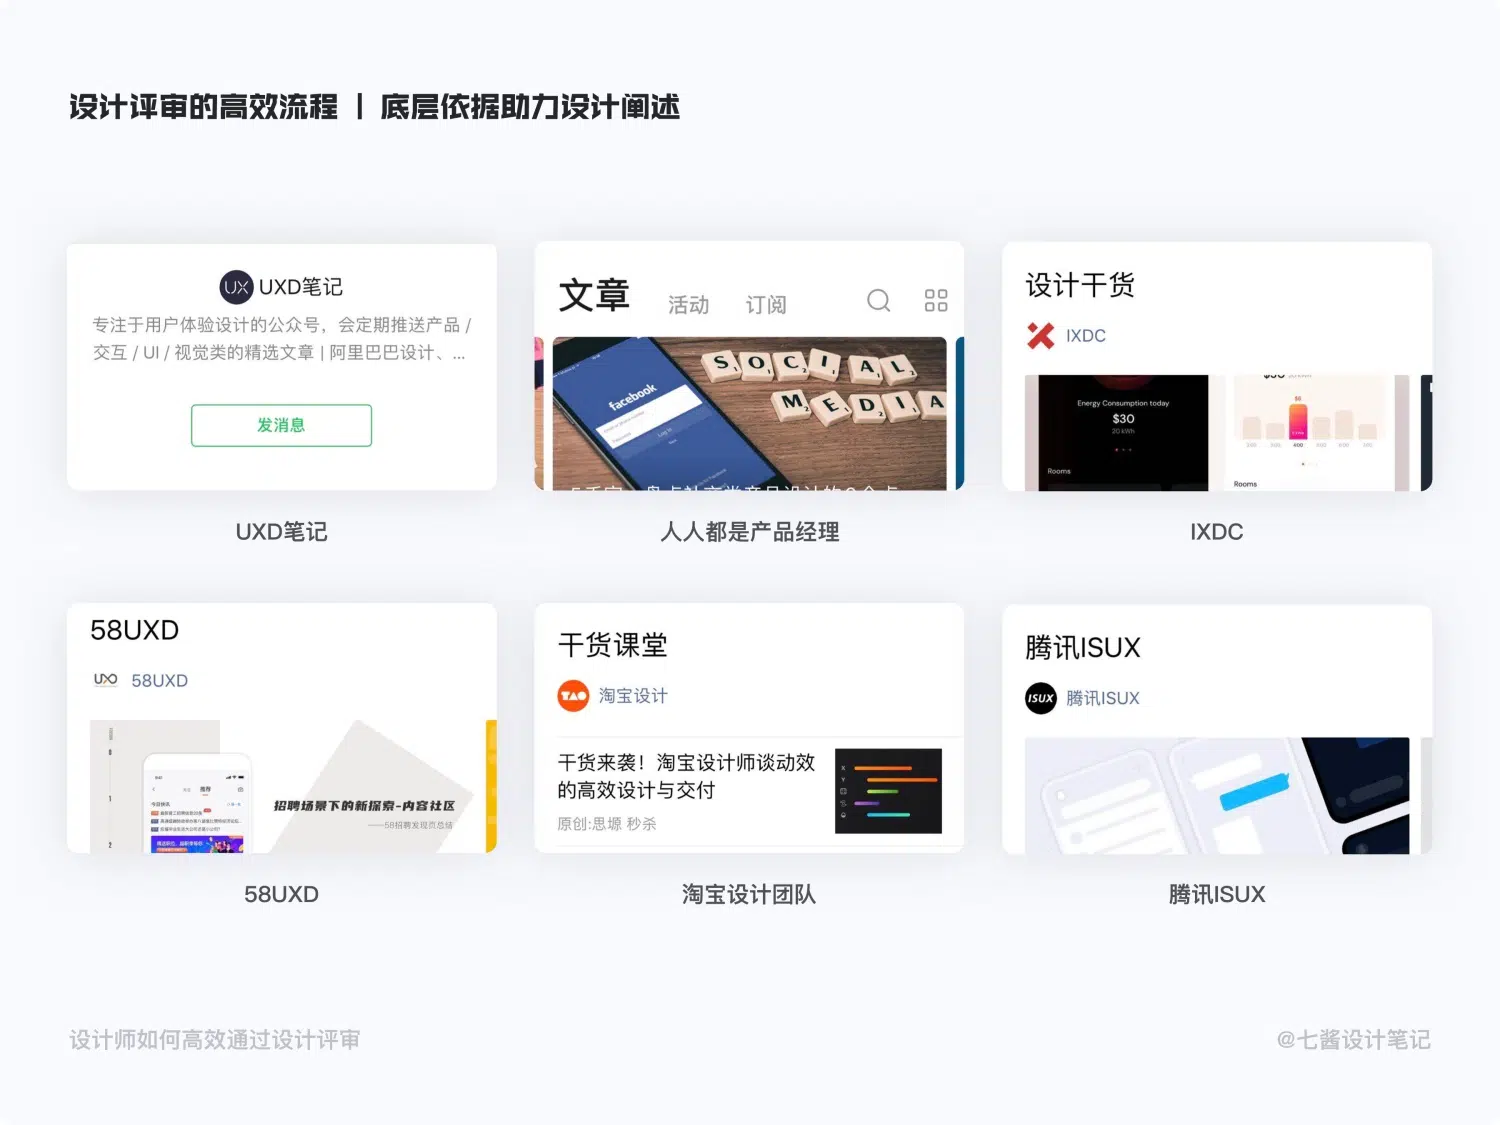 设计评审的高效流程 | 底层依据助力设计阐述
UX UXD笔记
专注于用户体验设计的公众号，会定期推送产品 /
交互 / UI / 视觉类的精选文章 | 阿里巴巴设计、...
发消息
UXD笔记
文章 活动 订阅
facebook
SOCIAL
MEDIA
人人都是产品经理
设计干货
IXDC
Energy Consumption today
$30
20 kWh
Rooms
Rooms
IXDC
58UXD
UXD 58UXD
推荐
招聘场景下的新探索-内容社区
——58招聘发现页总结
58UXD
干货课堂
TAO 淘宝设计
干货来袭！淘宝设计师谈动效
的高效设计与交付
原创:思塬 秒杀
淘宝设计团队
腾讯ISUX
ISUX 腾讯ISUX
腾讯ISUX
设计师如何高效通过设计评审
@七酱设计笔记